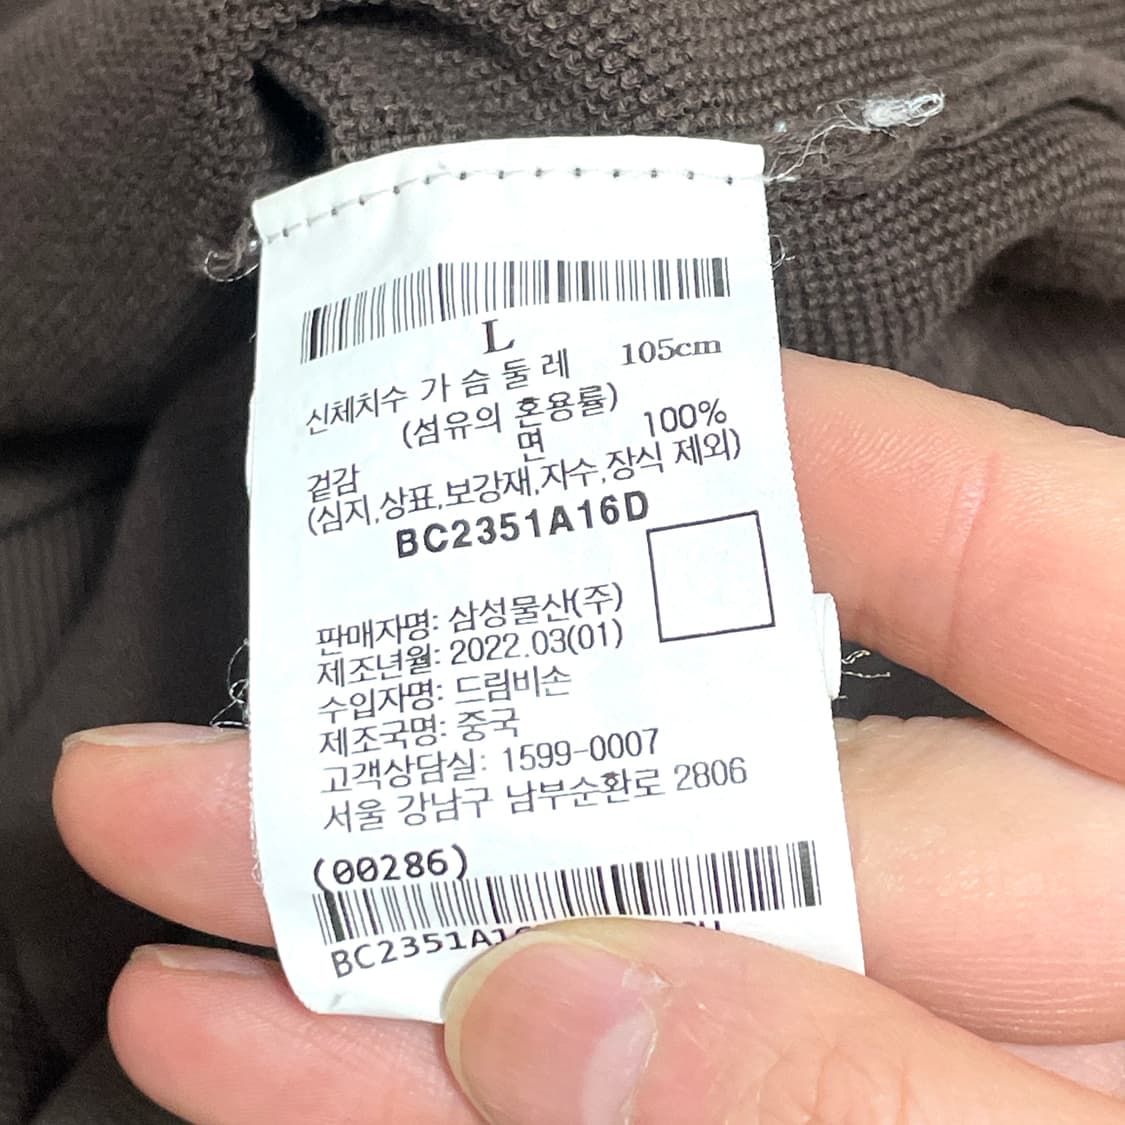 L
신체치수 가슴둘레 105cm
(섬유의 혼용률)
겉감 면 100%
(심지,상표,보강재,자수,장식 제외)
BC2351A16D
판매자명: 삼성물산(주)
제조년월: 2022.03(01)
수입자명: 드림비손
제조국명: 중국
고객상담실: 1599-0007
서울 강남구 남부순환로 2806
(00286)